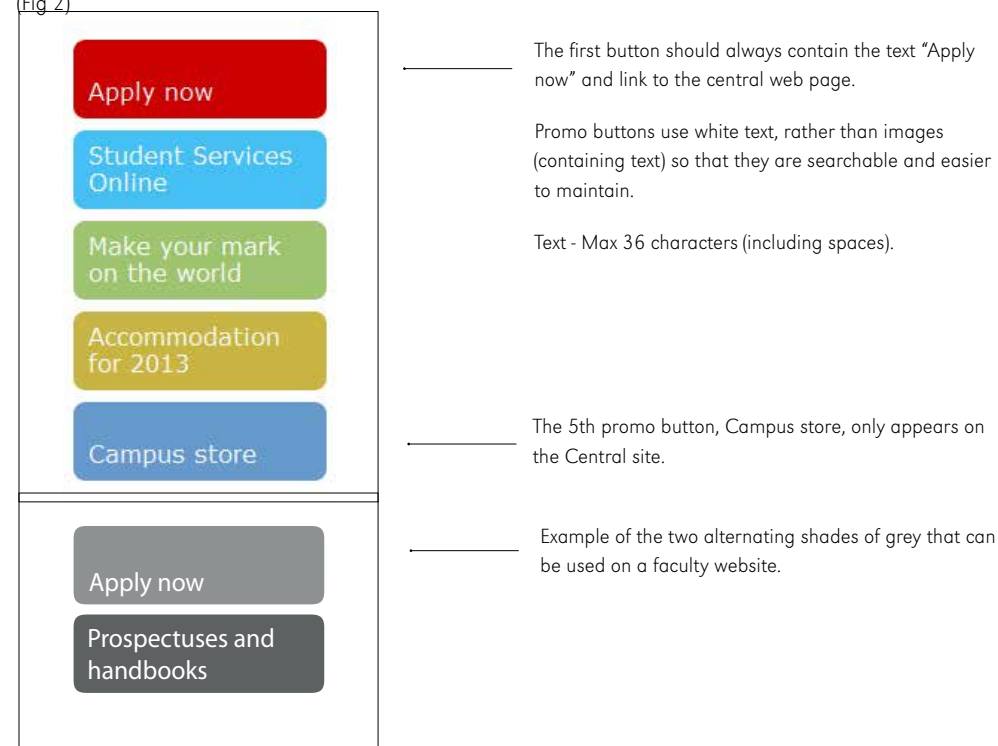 (Fig 2)
Apply now
Student Services
Online
Make your mark
on the world
Accommodation
for 2013
Campus store
Apply now
Prospectuses and
handbooks
The first button should always contain the text “Apply
now” and link to the central web page.
Promo buttons use white text, rather than images
(containing text) so that they are searchable and easier
to maintain.
Text - Max 36 characters (including spaces).
The 5th promo button, Campus store, only appears on
the Central site.
Example of the two alternating shades of grey that can
be used on a faculty website.